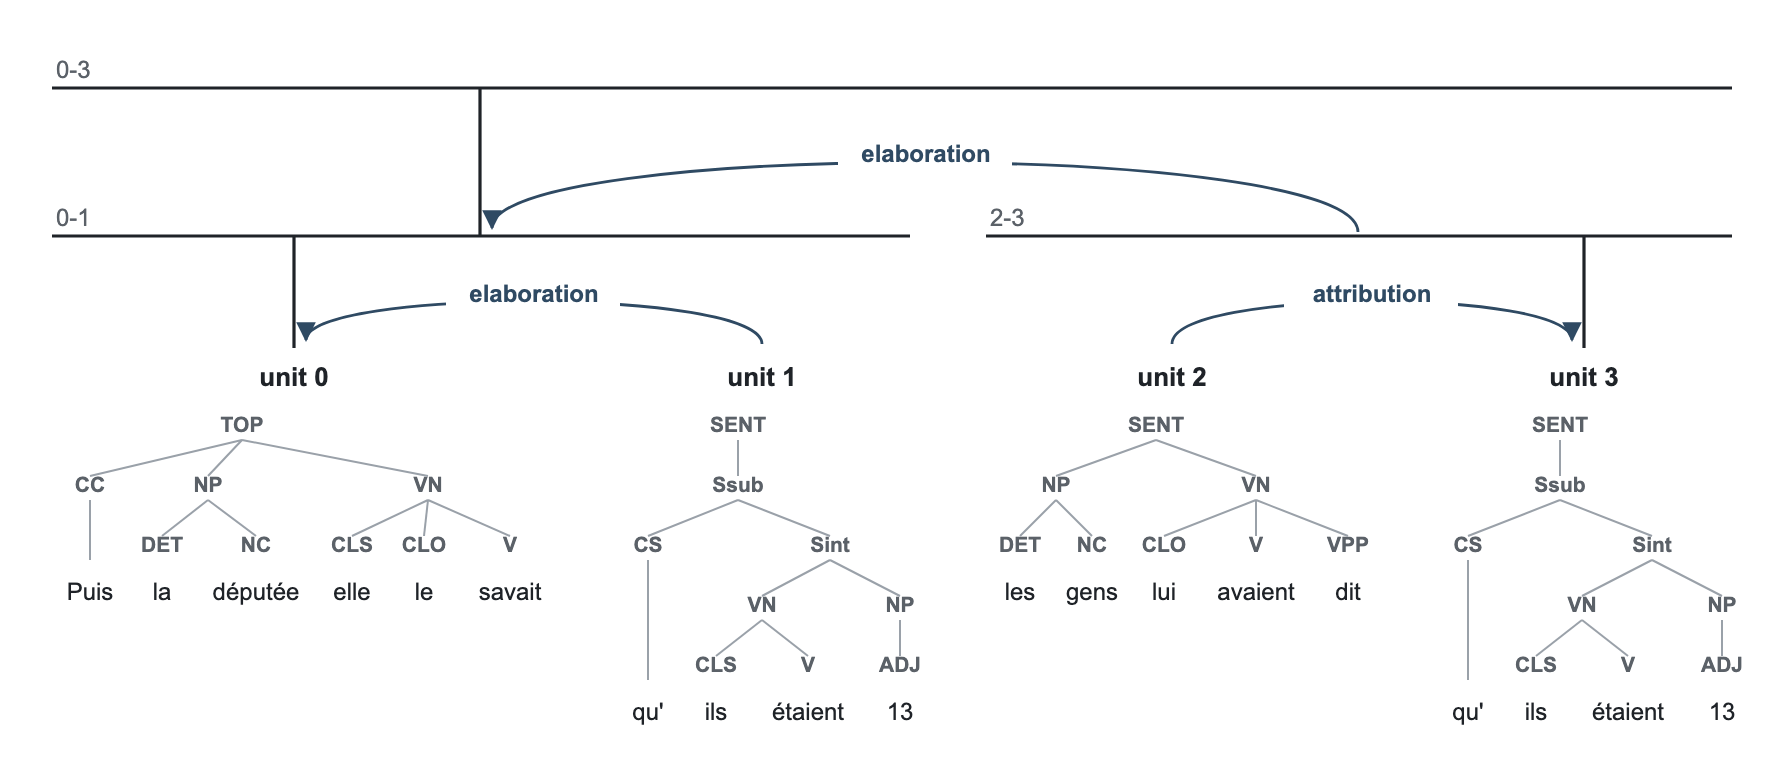 0-3
elaboration
0-1 2-3
elaboration attribution
unit 0 unit 1 unit 2 unit 3
TOP SENT SENT SENT
CC NP VN Ssub NP VN Ssub
DET NC CLS CLO V CS Sint DET NC CLO V VPP CS Sint
Puis la députée elle le savait VN NP les gens lui avaient dit VN NP
CLS V ADJ CLS V ADJ
qu' ils étaient 13 qu' ils étaient 13